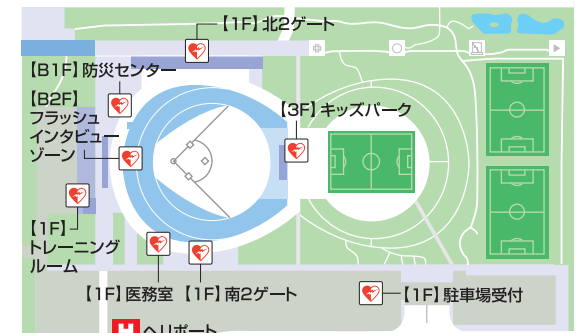 【1F】北2ゲート
【B1F】防災センター
【B2F】
フラッシュ
インタビュー
ゾーン
【3F】キッズパーク
【1F】
トレーニング
ルーム
【1F】医務室
【1F】南2ゲート
【1F】駐車場受付
H ヘリポート